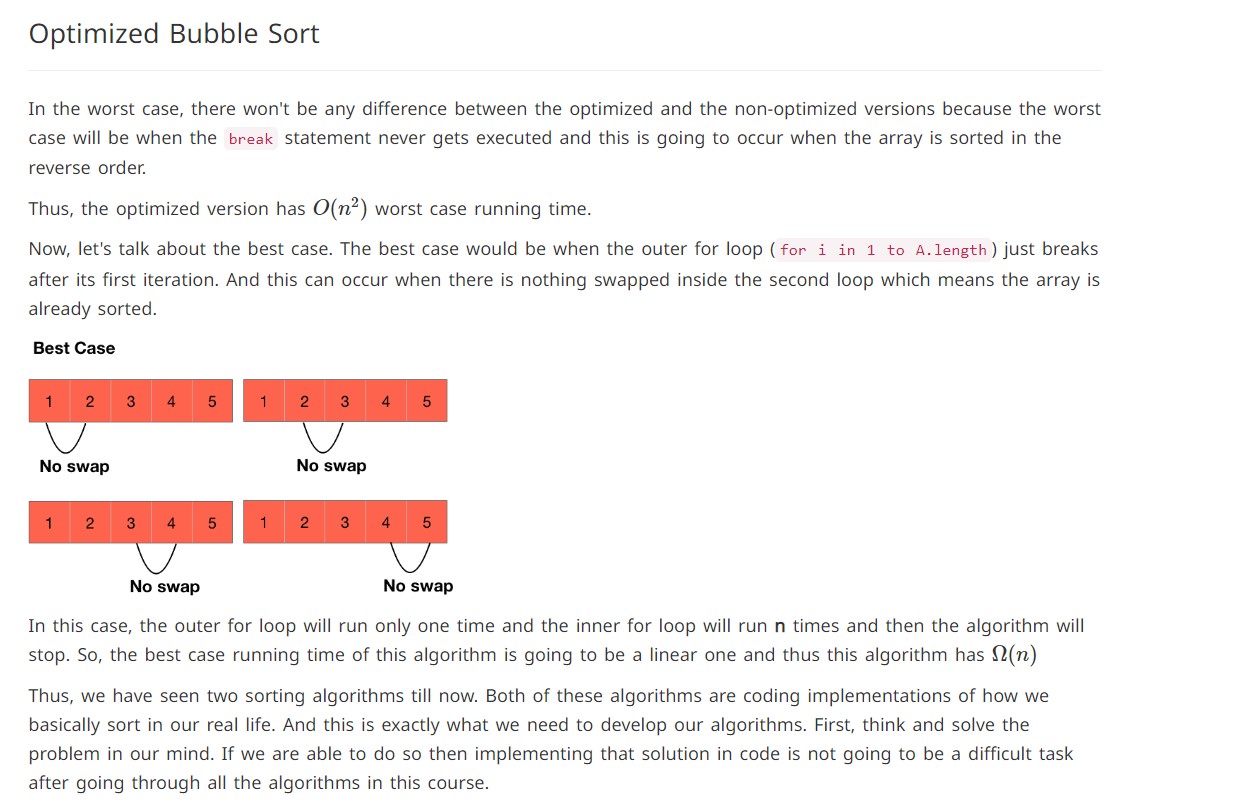 Optimized Bubble Sort
In the worst case, there won't be any difference between the optimized and the non-optimized versions because the worst
case will be when the break statement never gets executed and this is going to occur when the array is sorted in the
reverse order.
Thus, the optimized version has O(n²) worst case running time.
Now, let's talk about the best case. The best case would be when the outer for loop (for i in 1 to A.length) just breaks
after its first iteration. And this can occur when there is nothing swapped inside the second loop which means the array is
already sorted.
Best Case
1 2 3 4 5 1 2 3 4 5
No swap No swap
1 2 3 4 5 1 2 3 4 5
No swap No swap
In this case, the outer for loop will run only one time and the inner for loop will run n times and then the algorithm will
stop. So, the best case running time of this algorithm is going to be a linear one and thus this algorithm has Ω(n)
Thus, we have seen two sorting algorithms till now. Both of these algorithms are coding implementations of how we
basically sort in our real life. And this is exactly what we need to develop our algorithms. First, think and solve the
problem in our mind. If we are able to do so then implementing that solution in code is not going to be a difficult task
after going through all the algorithms in this course.